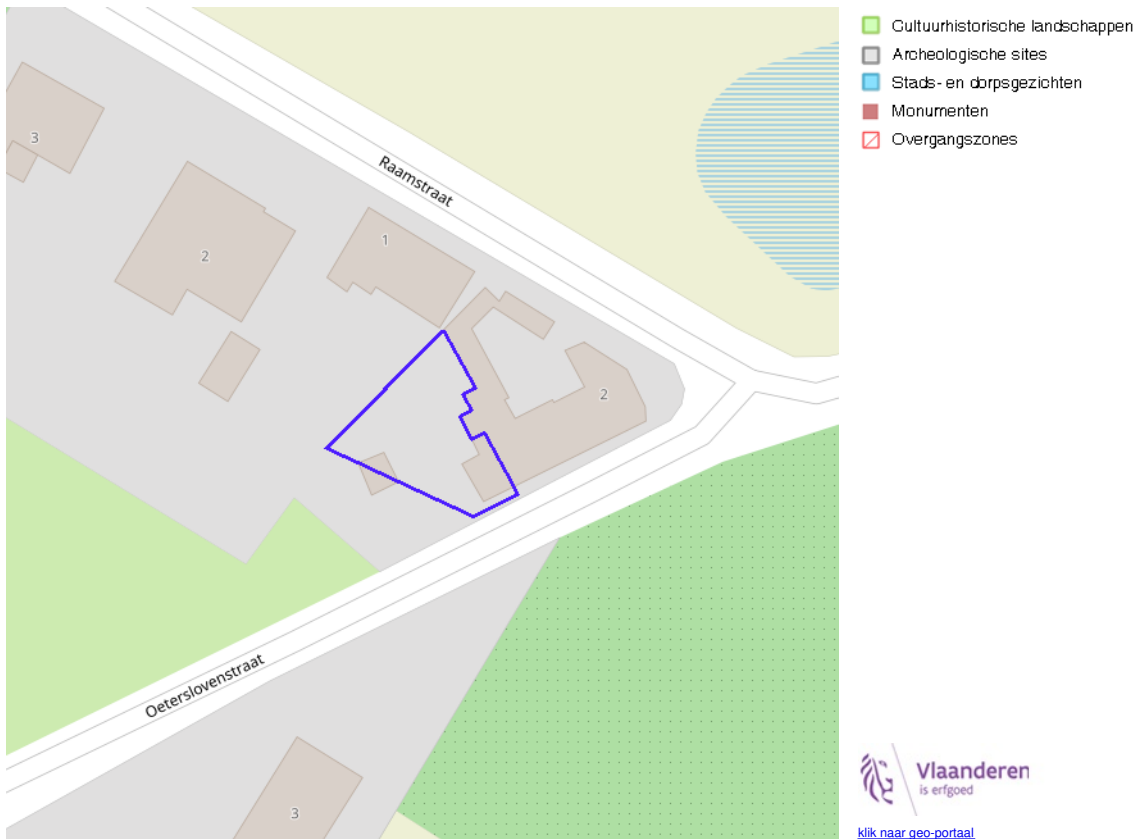 3
Raamstraat
1
2
2
Oeterslovenstraat
3
Cultuurhistorische landschappen
Archeologische sites
Stads- en dorpsgezichten
Monumenten
Overgangszones
Vlaanderen
is erfgoed
klik naar geo-portaal